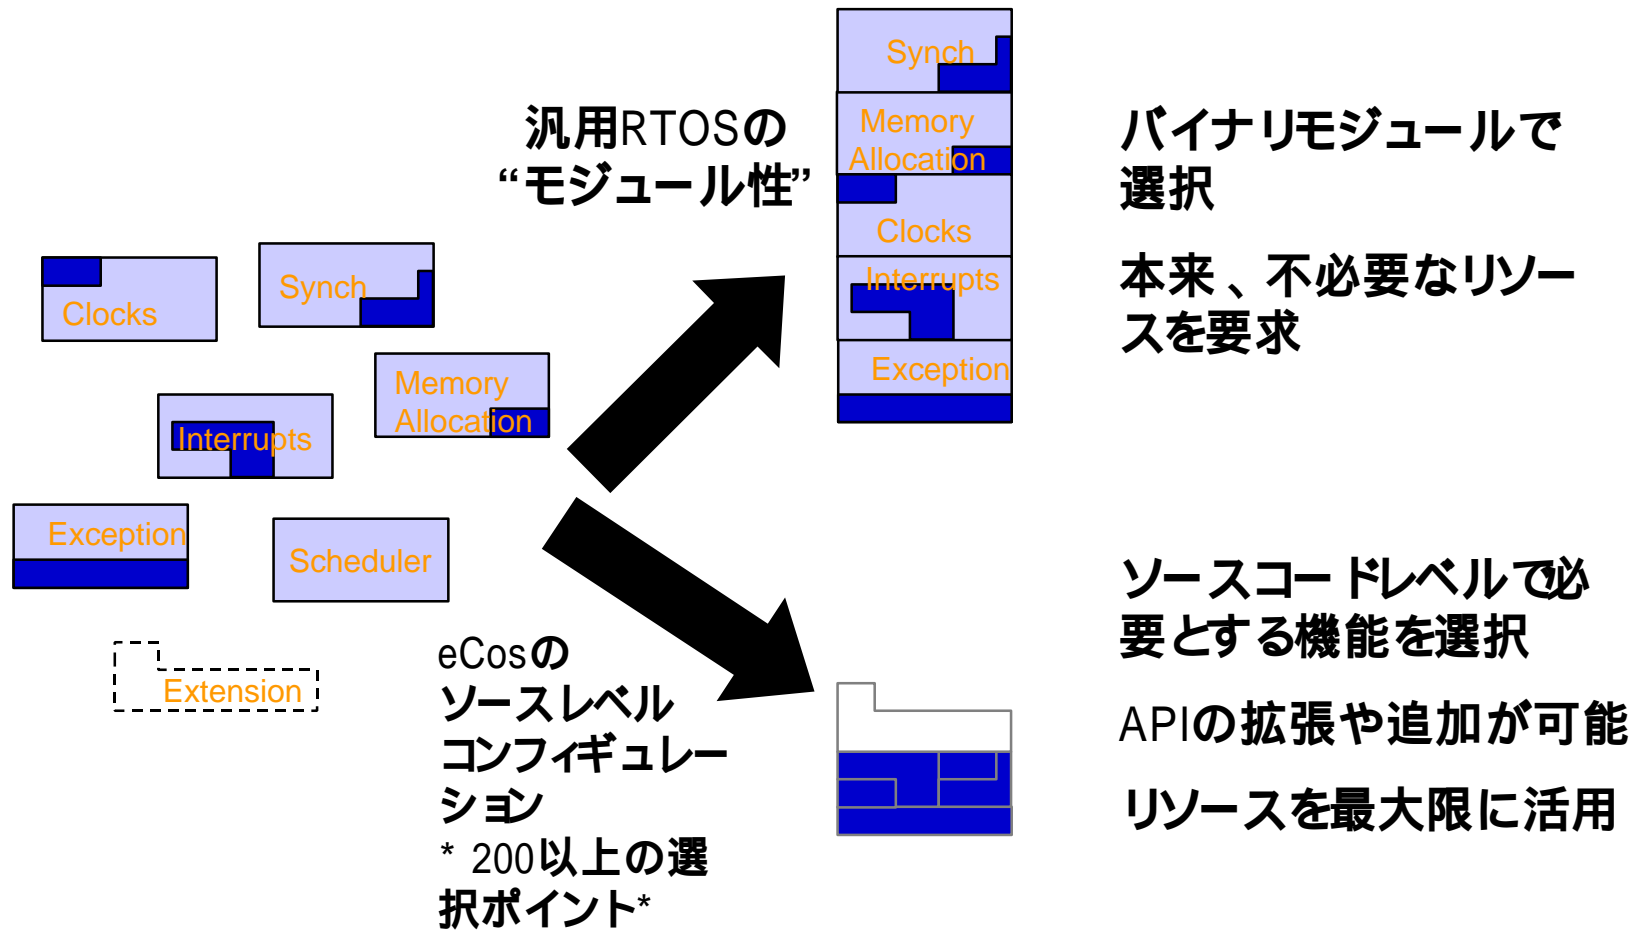 Clocks
Synch
Interrupts
Memory
Allocation
Exception
Scheduler
Extension
汎用RTOSの
“モジュール性”
Synch
Memory
Allocation
Clocks
Interrupts
Exception
バイナリモジュールで
選択
本来、不必要なリソー
スを要求
eCosの
ソースレベル
コンフィギュレー
ション
* 200以上の選
択ポイント*
ソースコードレベルで必
要とする機能を選択
APIの拡張や追加が可能
リソースを最大限に活用